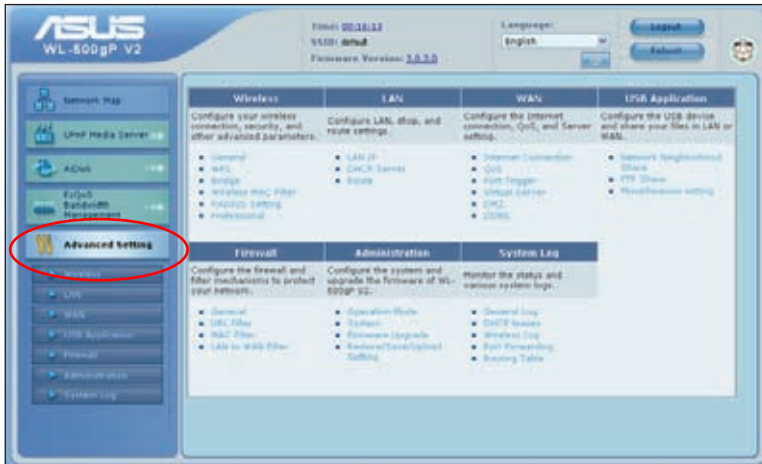 ASUS
WL-600gP V2
Time: 00:16:13
SSID: default
Firmware Version: 3.0.3.0
Language:
English
Logout
Reboot
Network Map
UPnP Media Server
AiDisk
EzQoS
Bandwidth
Management
Advanced Setting
Wireless
LAN
WAN
USB Application
Firewall
Administration
System Log
Wireless
Configure your wireless
connection, security, and
other advanced parameters.
General
WPS
Bridge
Wireless MAC Filter
RADIUS Setting
Professional
LAN
Configure LAN, dhcp, and
route settings.
LAN IP
DHCP Server
Route
WAN
Configure the Internet
connection, QoS, and Server
setting.
Internet Connection
QoS
Port Trigger
Virtual Server
DMZ
DDNS
USB Application
Configure the USB device
and share your files in LAN or
WAN.
Network Neighborhood
Share
FTP Share
Miscellaneous setting
Firewall
Configure the firewall and
filter mechanisms to protect
your network.
General
URL Filter
MAC Filter
LAN to WAN Filter
Administration
Configure the system and
upgrade the firmware of WL-
600gP V2.
Operation Mode
System
Firmware Upgrade
Restore/Save/Upload
Setting
System Log
Monitor the status and
various system logs.
General Log
DHCP leases
Wireless Log
Port Forwarding
Routing Table